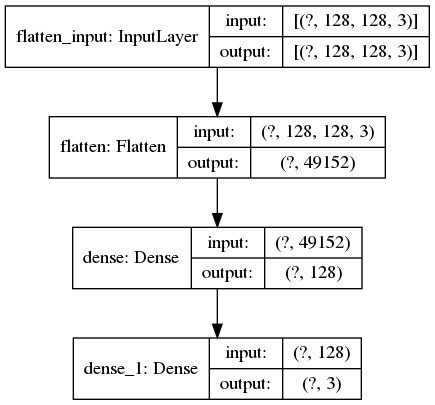 flatten_input: InputLayer
input:
[(?, 128, 128, 3)]
output:
[(?, 128, 128, 3)]
flatten: Flatten
input:
(?, 128, 128, 3)
output:
(?, 49152)
dense: Dense
input:
(?, 49152)
output:
(?, 128)
dense_1: Dense
input:
(?, 128)
output:
(?, 3)